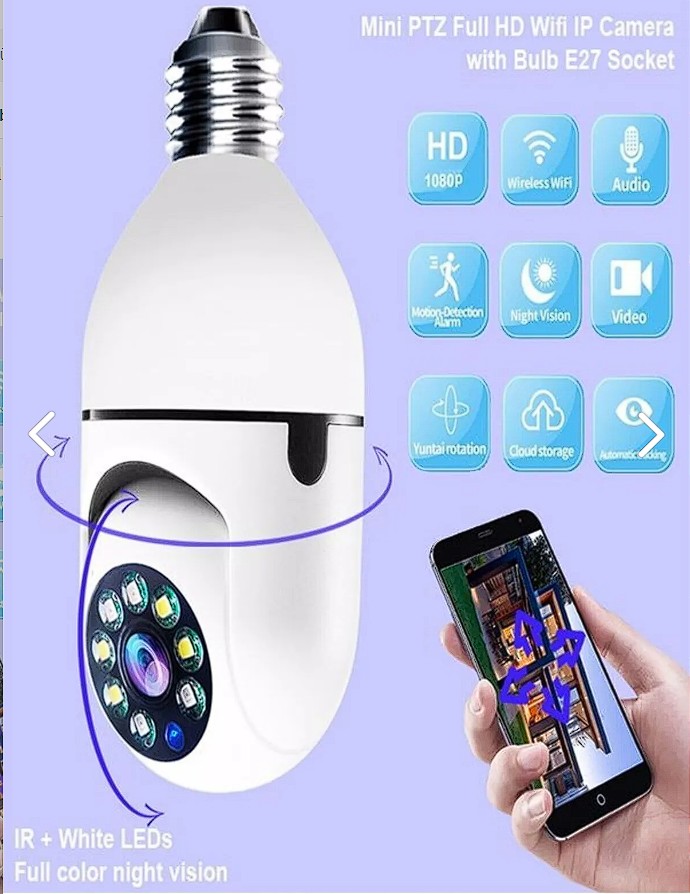 Mini PTZ Full HD Wifi IP Camera
with Bulb E27 Socket
HD
1080P
Wireless WiFi
Audio
Motion-Detection
Alarm
Night Vision
Video
Yuntai rotation
Cloud storage
Automatic
IR + White LEDs
Full color night vision